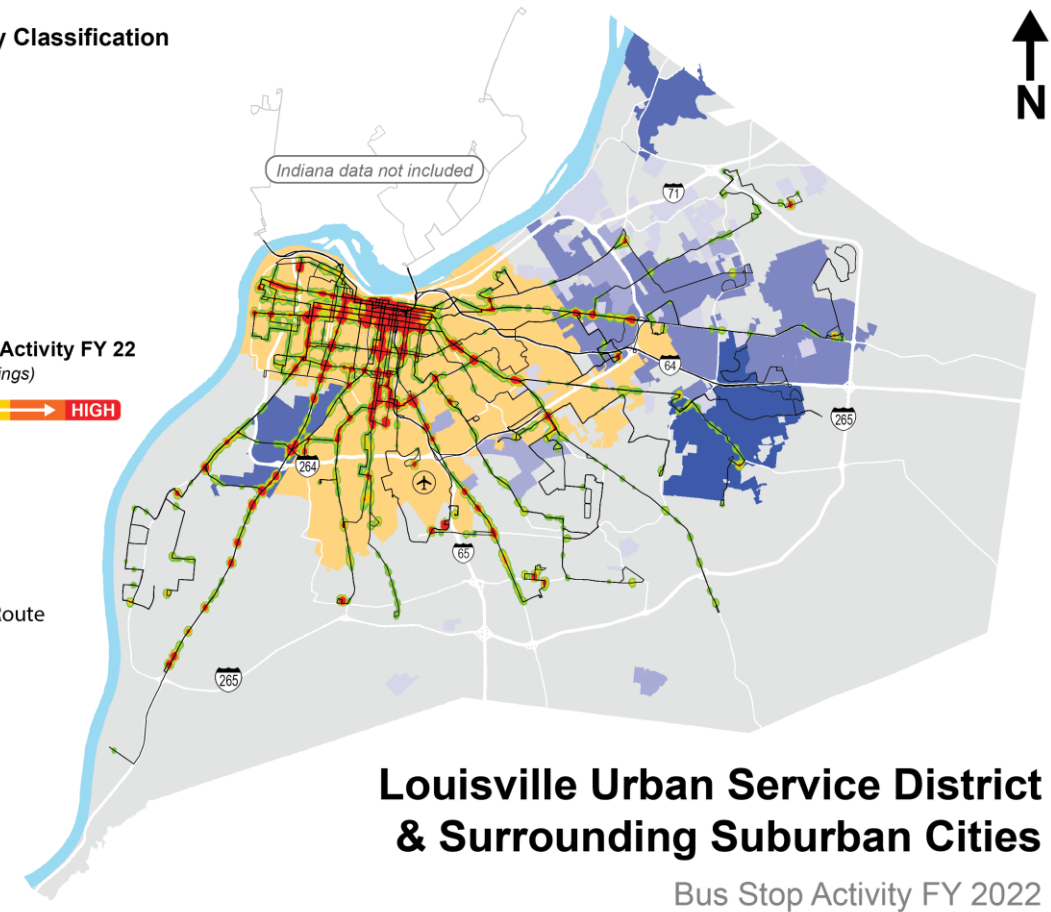 y Classification
N
Indiana data not included
71
Activity FY 22
ings)
HIGH
64
265
264
65
oute
265
Louisville Urban Service District
& Surrounding Suburban Cities
Bus Stop Activity FY 2022